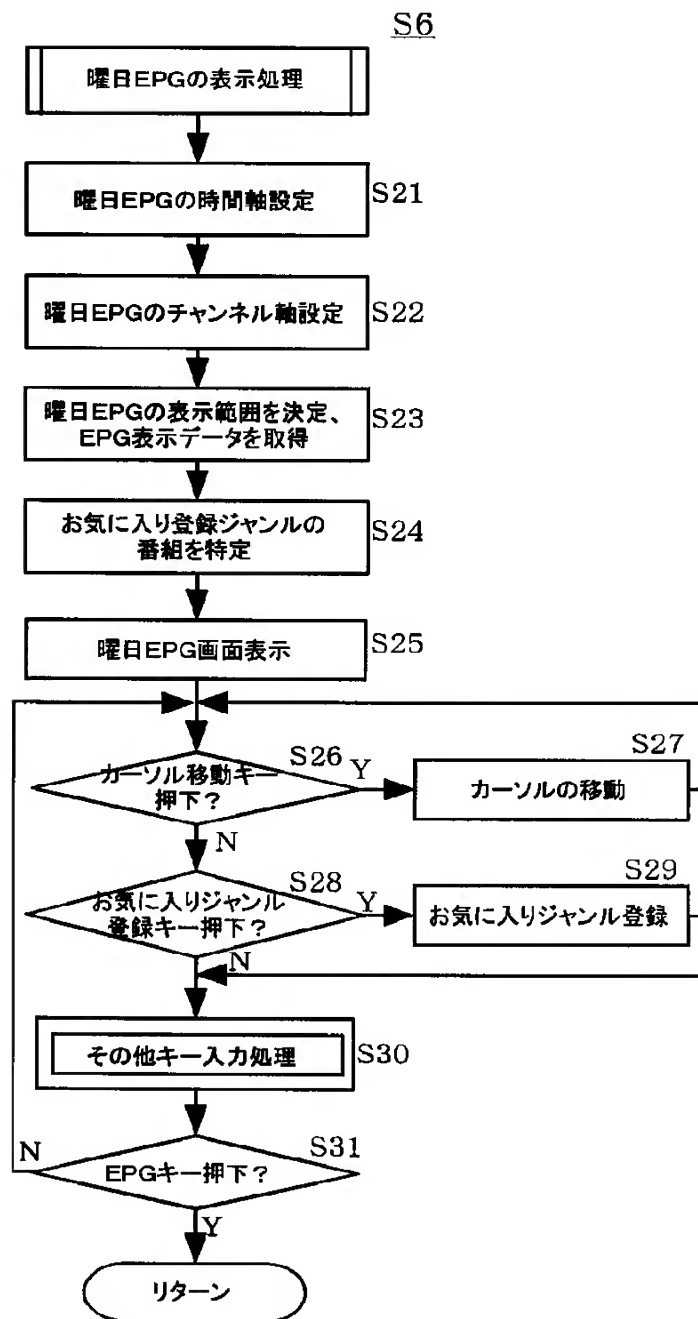 S6
曜日EPGの表示処理
曜日EPGの時間軸設定
S21
曜日EPGのチャンネル軸設定
S22
曜日EPGの表示範囲を決定、
EPG表示データを取得
S23
お気に入り登録ジャンルの
番組を特定
S24
曜日EPG画面表示
S25
S26
カーソル移動キー
押下？
Y
N
S27
カーソルの移動
S28
お気に入りジャンル
登録キー押下？
Y
N
S29
お気に入りジャンル登録
その他キー入力処理
S30
S31
EPGキー押下？
N
Y
リターン